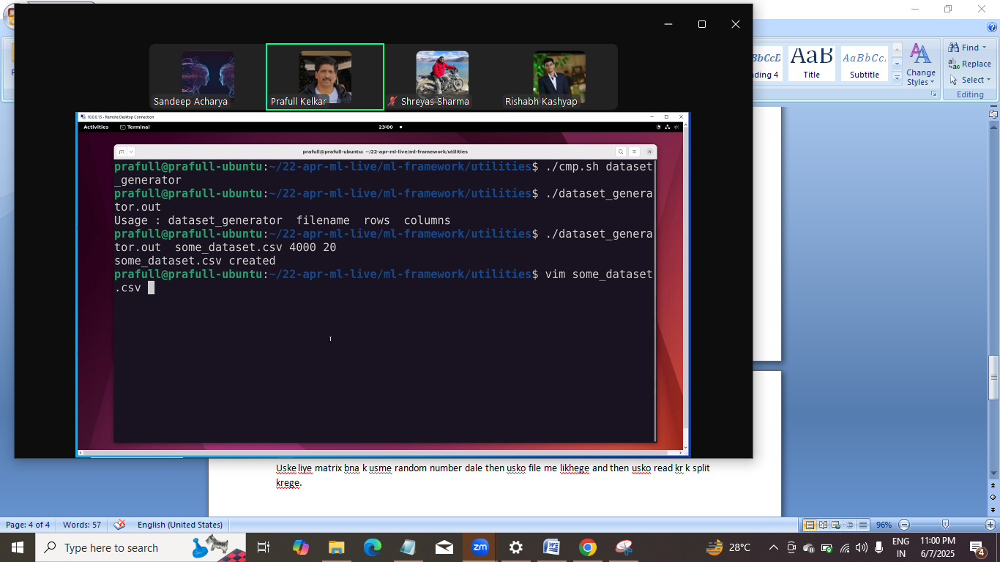 Sandeep Acharya
Prafull Kelkar
Shreyas Sharma
Rishabh Kashyap
10.0.0.13 - Remote Desktop Connection
Activities
Terminal
23:00
prafull@prafull-ubuntu: ~/22-apr-ml-live/ml-framework/utilities
prafull@prafull-ubuntu:~/22-apr-ml-live/ml-framework/utilities$ ./cmp.sh dataset
_generator
prafull@prafull-ubuntu:~/22-apr-ml-live/ml-framework/utilities$ ./dataset_genera
tor.out
Usage : dataset_generator  filename  rows  columns
prafull@prafull-ubuntu:~/22-apr-ml-live/ml-framework/utilities$ ./dataset_genera
tor.out  some_dataset.csv 4000 20
some_dataset.csv created
prafull@prafull-ubuntu:~/22-apr-ml-live/ml-framework/utilities$ vim some_dataset
.csv
AaB
AaBbCc.
ding 4
Title
Subtitle
Change
Styles
Find
Replace
Select
Editing
Uske liye matrix bna k usme random number dale then usko file me likhege and then usko read kr k split
krege.
Page: 4 of 4
Words: 57
English (United States)
96%
Type here to search
zm
28°C
ENG
IN
11:00 PM
6/7/2025
4